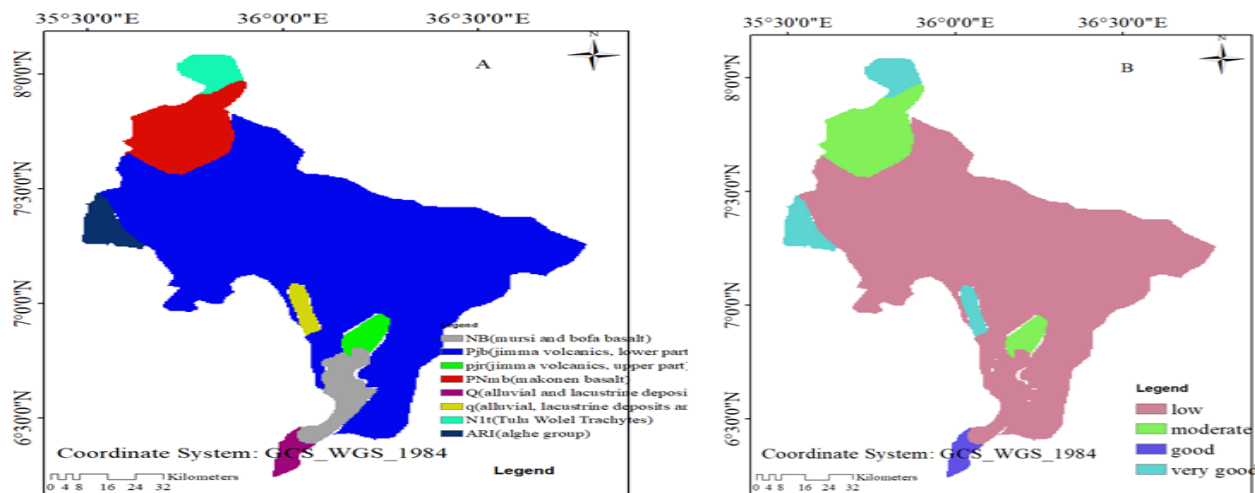 35°30'0"E 36°0'0"E 36°30'0"E
N
A
8°0'0"N
7°30'0"N
7°0'0"N
6°30'0"N
Legend
NB(mursi and bofa basalt)
Pjb(jimma volcanics, lower part
pjr(jimma volcanics, upper part)
PNmb(makonen basalt)
Q(alluvial and lacustrine deposi
q(alluvial, lacustrine deposits an
N1t(Tulu Wolel Trachytes)
ARI(alghe group)
Coordinate System: GCS_WGS_1984
Legend
Kilometers
0 4 8 16 24 32
35°30'0"E 36°0'0"E 36°30'0"E
N
B
8°0'0"N
7°30'0"N
7°0'0"N
6°30'0"N
Legend
low
moderate
good
very good
Coordinate System: GCS_WGS_1984
Kilometers
0 4 8 16 24 32